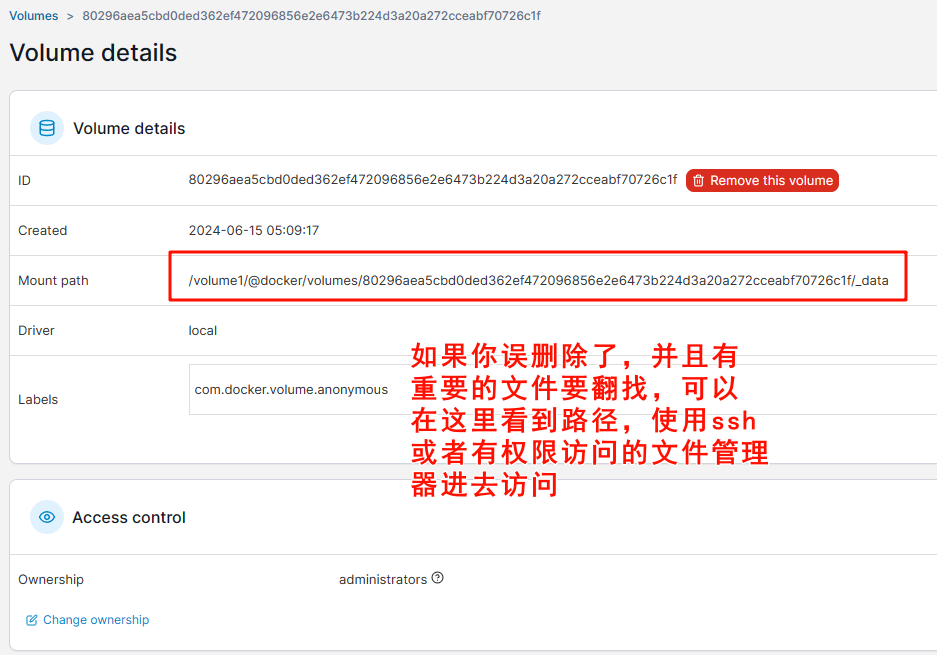 Volumes > 80296aea5cbd0ded362ef472096856e2e6473b224d3a20a272cceabf70726c1f
Volume details
Volume details
ID 80296aea5cbd0ded362ef472096856e2e6473b224d3a20a272cceabf70726c1f Remove this volume
Created 2024-06-15 05:09:17
Mount path /volume1/@docker/volumes/80296aea5cbd0ded362ef472096856e2e6473b224d3a20a272cceabf70726c1f/_data
Driver local
Labels com.docker.volume.anonymous
如果你误删除了，并且有
重要的文件要翻找，可以
在这里看到路径，使用ssh
或者有权限访问的文件管理
器进去访问
Access control
Ownership administrators
Change ownership